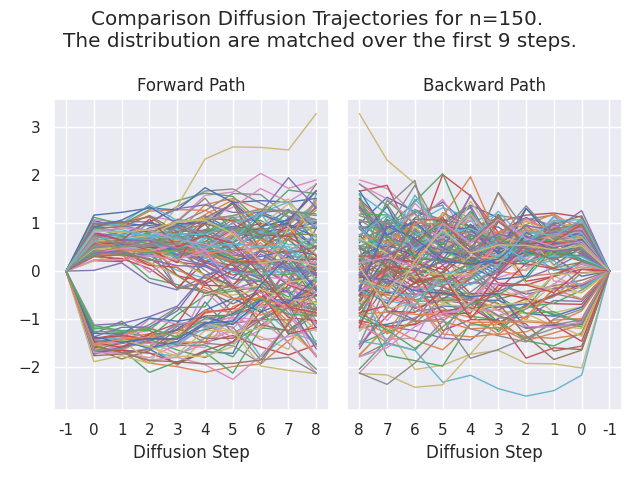 Comparison Diffusion Trajectories for n=150.
The distribution are matched over the first 9 steps.
Forward Path
Backward Path
3
2
1
0
−1
−2
-1 0 1 2 3 4 5 6 7 8
8 7 6 5 4 3 2 1 0 -1
Diffusion Step
Diffusion Step